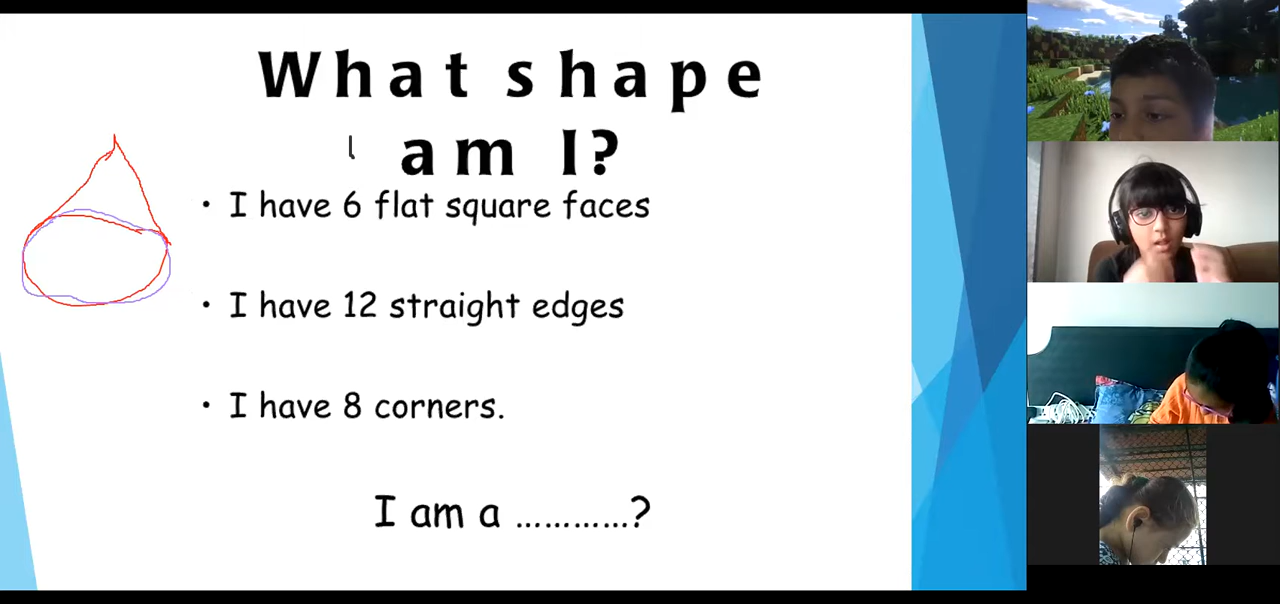 What shape
am I?
• I have 6 flat square faces
• I have 12 straight edges
• I have 8 corners.
I am a …………?